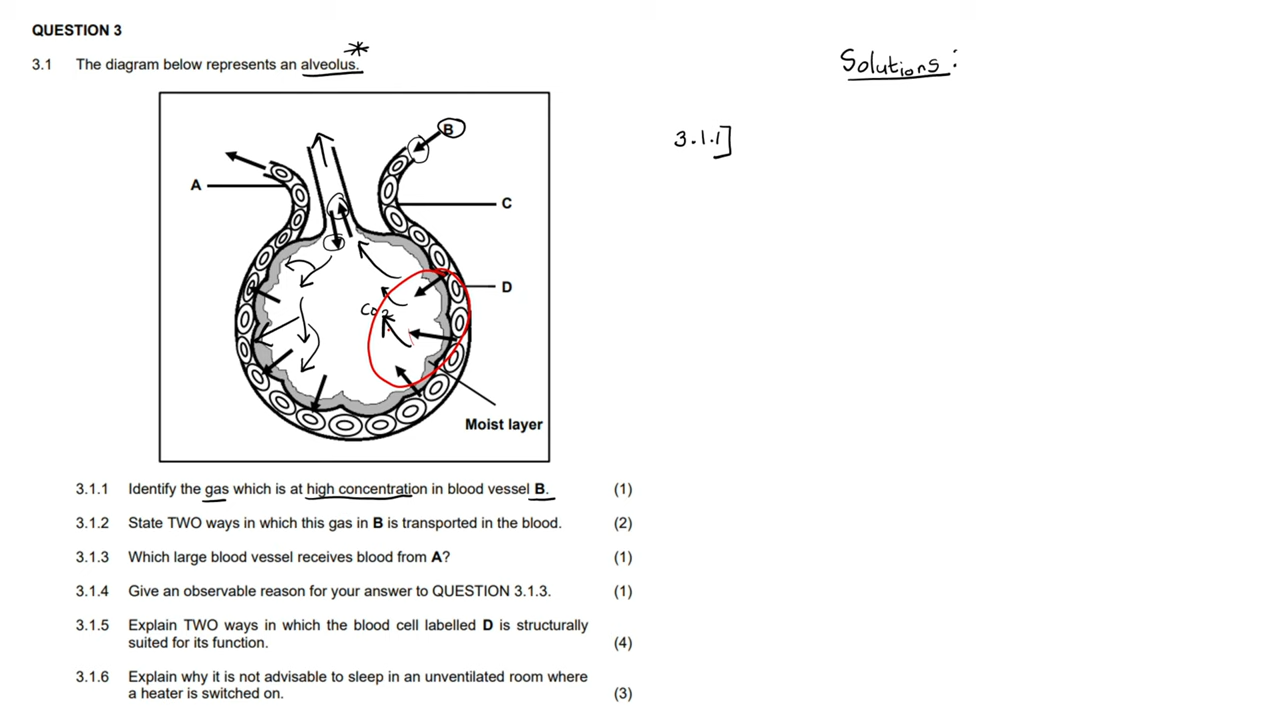 QUESTION 3
Solutions:
3.1 The diagram below represents an alveolus.*
B
3.1.1]
A
C
D
CO2
Moist layer
3.1.1 Identify the gas which is at high concentration in blood vessel B. (1)
3.1.2 State TWO ways in which this gas in B is transported in the blood. (2)
3.1.3 Which large blood vessel receives blood from A? (1)
3.1.4 Give an observable reason for your answer to QUESTION 3.1.3. (1)
3.1.5 Explain TWO ways in which the blood cell labelled D is structurally
suited for its function. (4)
3.1.6 Explain why it is not advisable to sleep in an unventilated room where
a heater is switched on. (3)